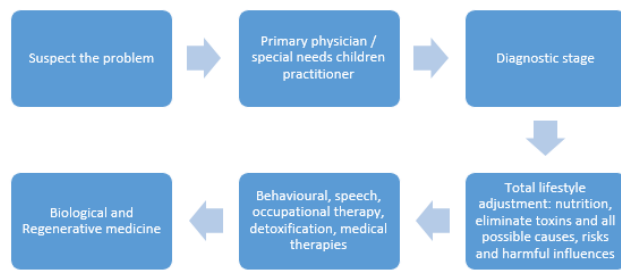 Suspect the problem
Primary physician /
special needs children
practitioner
Diagnostic stage
Total lifestyle
adjustment: nutrition,
eliminate toxins and all
possible causes, risks
and harmful influences
Behavioural, speech,
occupational therapy,
detoxification, medical
therapies
Biological and
Regenerative medicine